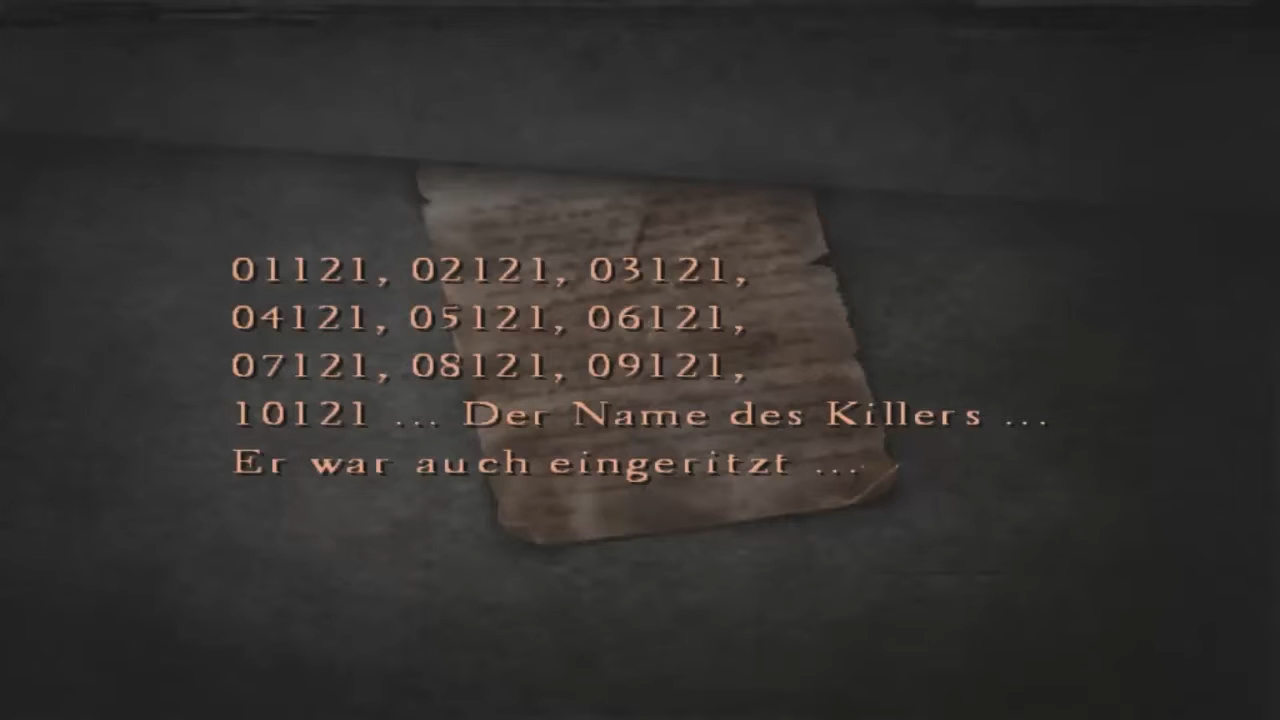 01121, 02121, 03121,
04121, 05121, 06121,
07121, 08121, 09121,
10121 ... Der Name des Killers ...
Er war auch eingeritzt ...